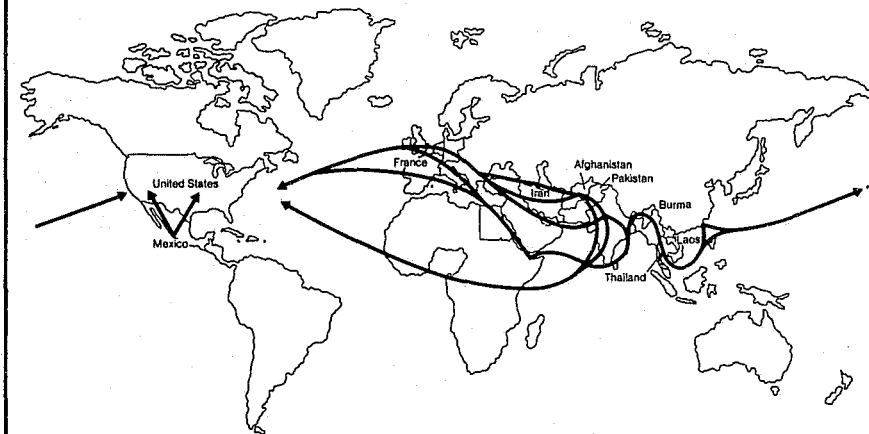 Afghanistan
Pakistan
France
Iran
United States
Burma
Mexico
Laos
Thailand